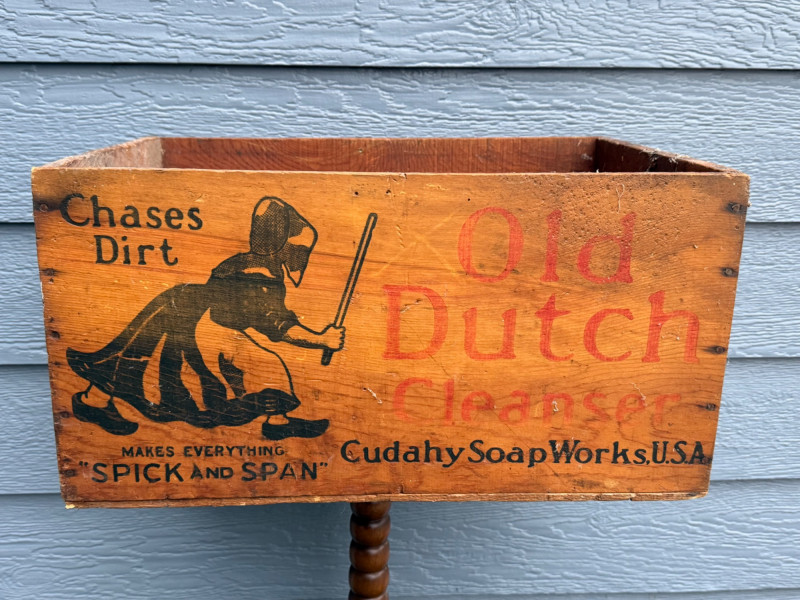 Chases
Dirt
Old
Dutch
Cleanser
MAKES EVERYTHING
"SPICK AND SPAN"
Cudahy Soap Works, U.S.A